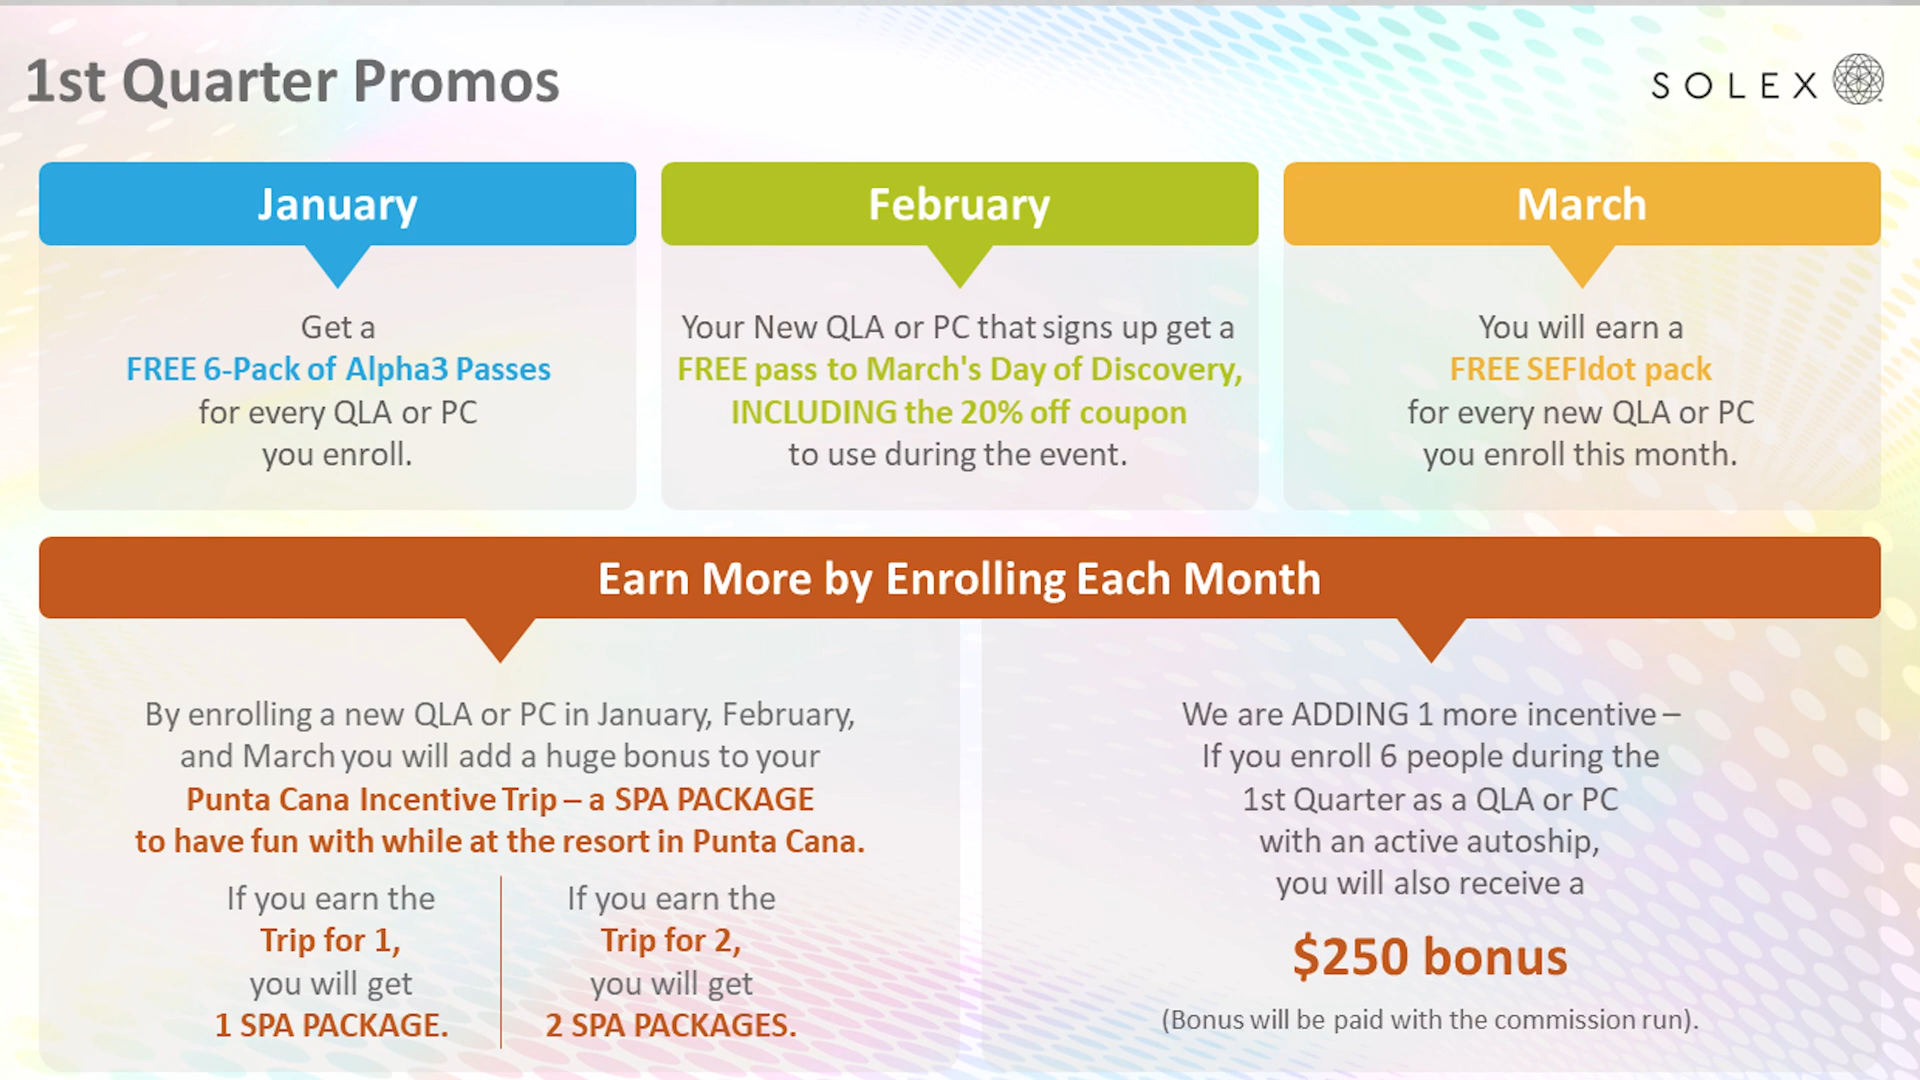 1st Quarter Promos
SOLEX
January
Get a
FREE 6-Pack of Alpha3 Passes
for every QLA or PC
you enroll.
February
Your New QLA or PC that signs up get a
FREE pass to March's Day of Discovery,
INCLUDING the 20% off coupon
to use during the event.
March
You will earn a
FREE SEFIdot pack
for every new QLA or PC
you enroll this month.
Earn More by Enrolling Each Month
By enrolling a new QLA or PC in January, February,
and March you will add a huge bonus to your
Punta Cana Incentive Trip – a SPA PACKAGE
to have fun with while at the resort in Punta Cana.
If you earn the
Trip for 1,
you will get
1 SPA PACKAGE.
If you earn the
Trip for 2,
you will get
2 SPA PACKAGES.
We are ADDING 1 more incentive –
If you enroll 6 people during the
1st Quarter as a QLA or PC
with an active autoship,
you will also receive a
$250 bonus
(Bonus will be paid with the commission run).